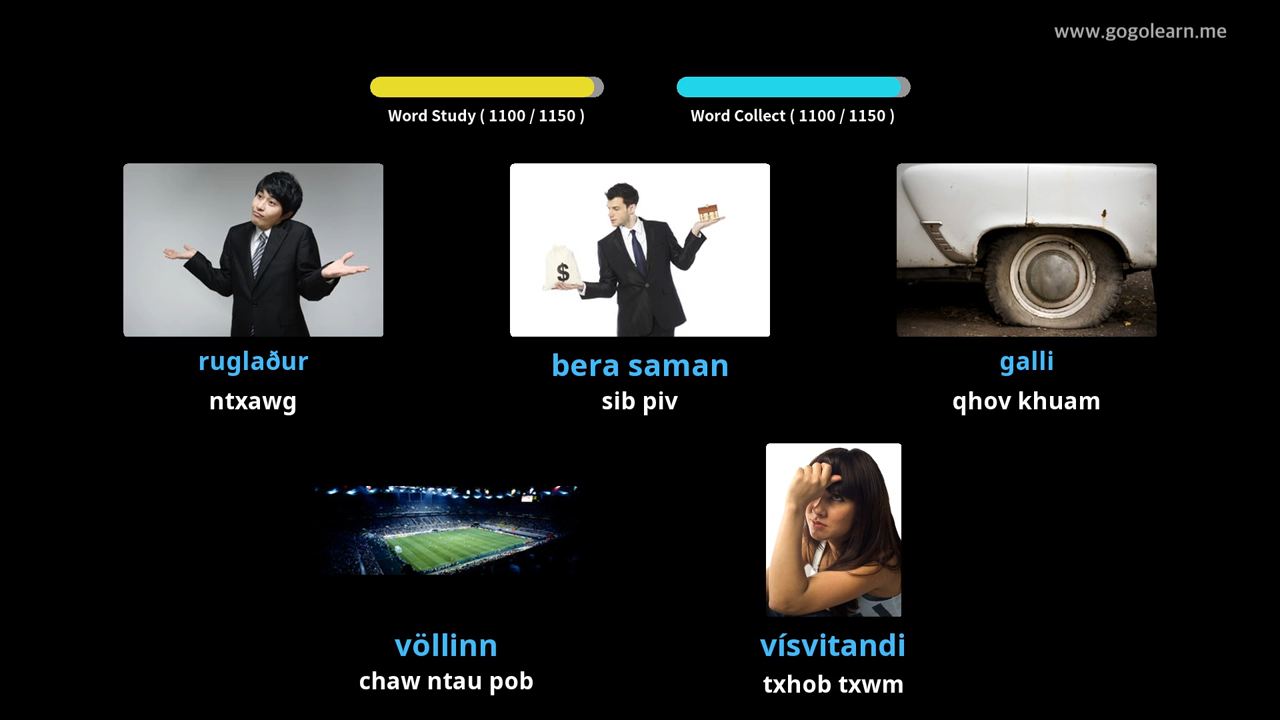 www.gogolearn.me
Word Study ( 1100 / 1150 )
Word Collect ( 1100 / 1150 )
$
ruglaður
bera saman
galli
ntxawg
sib piv
qhov khuam
völlinn
vísvitandi
chaw ntau pob
txhob txwm